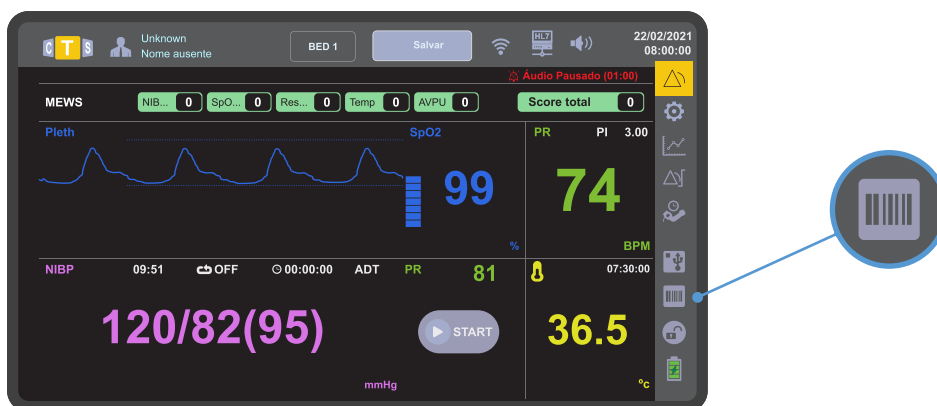 CTS
Unknown
Nome ausente
BED 1
Salvar
HL7
22/02/2021
08:00:00
Áudio Pausado (01:00)
MEWS NIB... 0 SpO... 0 Res... 0 Temp 0 AVPU 0 Score total 0
Pleth SpO2 PR PI 3.00
99 74
% BPM
NIBP 09:51 OFF 00:00:00 ADT PR 81 07:30:00
120/82(95) START 36.5
mmHg °c